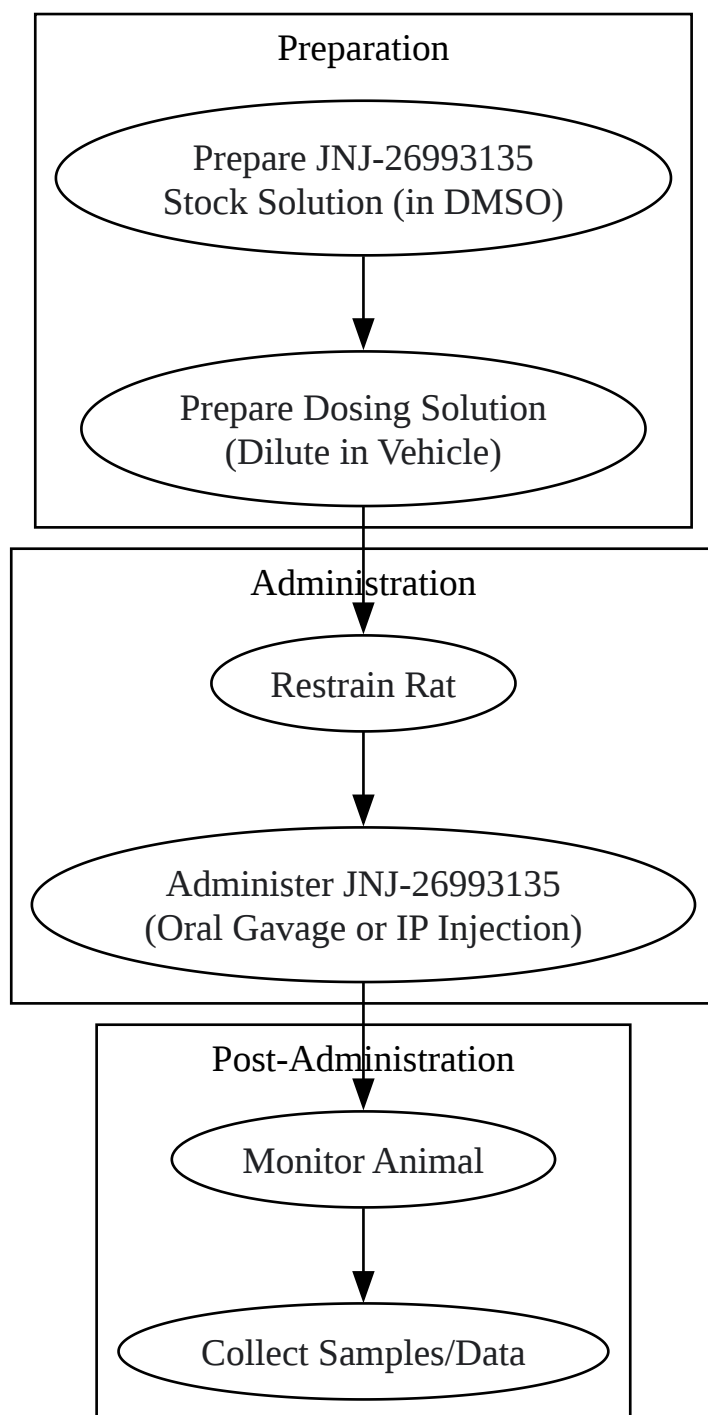 Preparation
Prepare JNJ-26993135
Stock Solution (in DMSO)
Prepare Dosing Solution
(Dilute in Vehicle)
Administration
Restrain Rat
Administer JNJ-26993135
(Oral Gavage or IP Injection)
Post-Administration
Monitor Animal
Collect Samples/Data